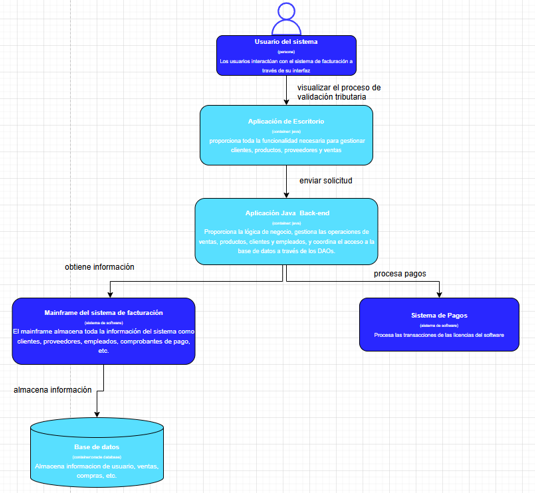 Usuario del sistema
(persona)
Los usuarios interactúan con el sistema de facturación a
través de su interfaz
visualizar el proceso de
validación tributaria
Aplicación de Escritorio
(container: java)
proporciona toda la funcionalidad necesaria para gestionar
clientes, productos, proveedores y ventas
enviar solicitud
Aplicación Java Back-end
(container: java)
Proporciona la lógica de negocio, gestiona las operaciones de
ventas, productos, clientes y empleados, y coordina el acceso a la
base de datos a través de los DAOs.
obtiene información
procesa pagos
Mainframe del sistema de facturación
(sistema de software)
El mainframe almacena toda la información del sistema como
clientes, proveedores, empleados, comprobantes de pago,
etc.
Sistema de Pagos
(sistema de software)
Procesa las transacciones de las licencias del software
almacena información
Base de datos
Almacena informacion de usuario, ventas,
compras, etc.